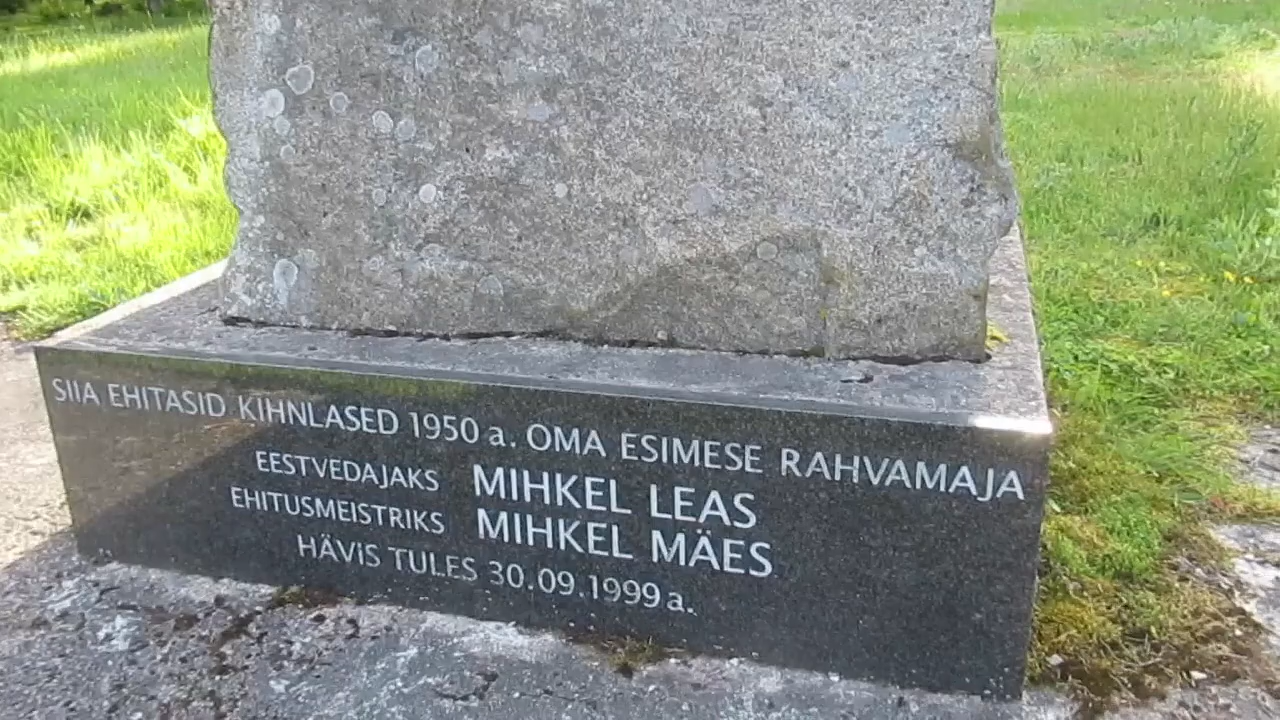 SIIA EHITASID KIHNLASED 1950 a. OMA ESIMESE RAHVAMAJA
EESTVEDAJAKS MIHKEL LEAS
EHITUSMEISTRIKS MIHKEL MÄES
HÄVIS TULES 30.09.1999 a.